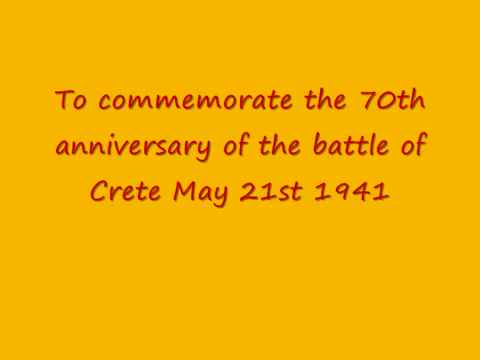 To commemorate the 70th
anniversary of the battle of
Crete May 21st 1941